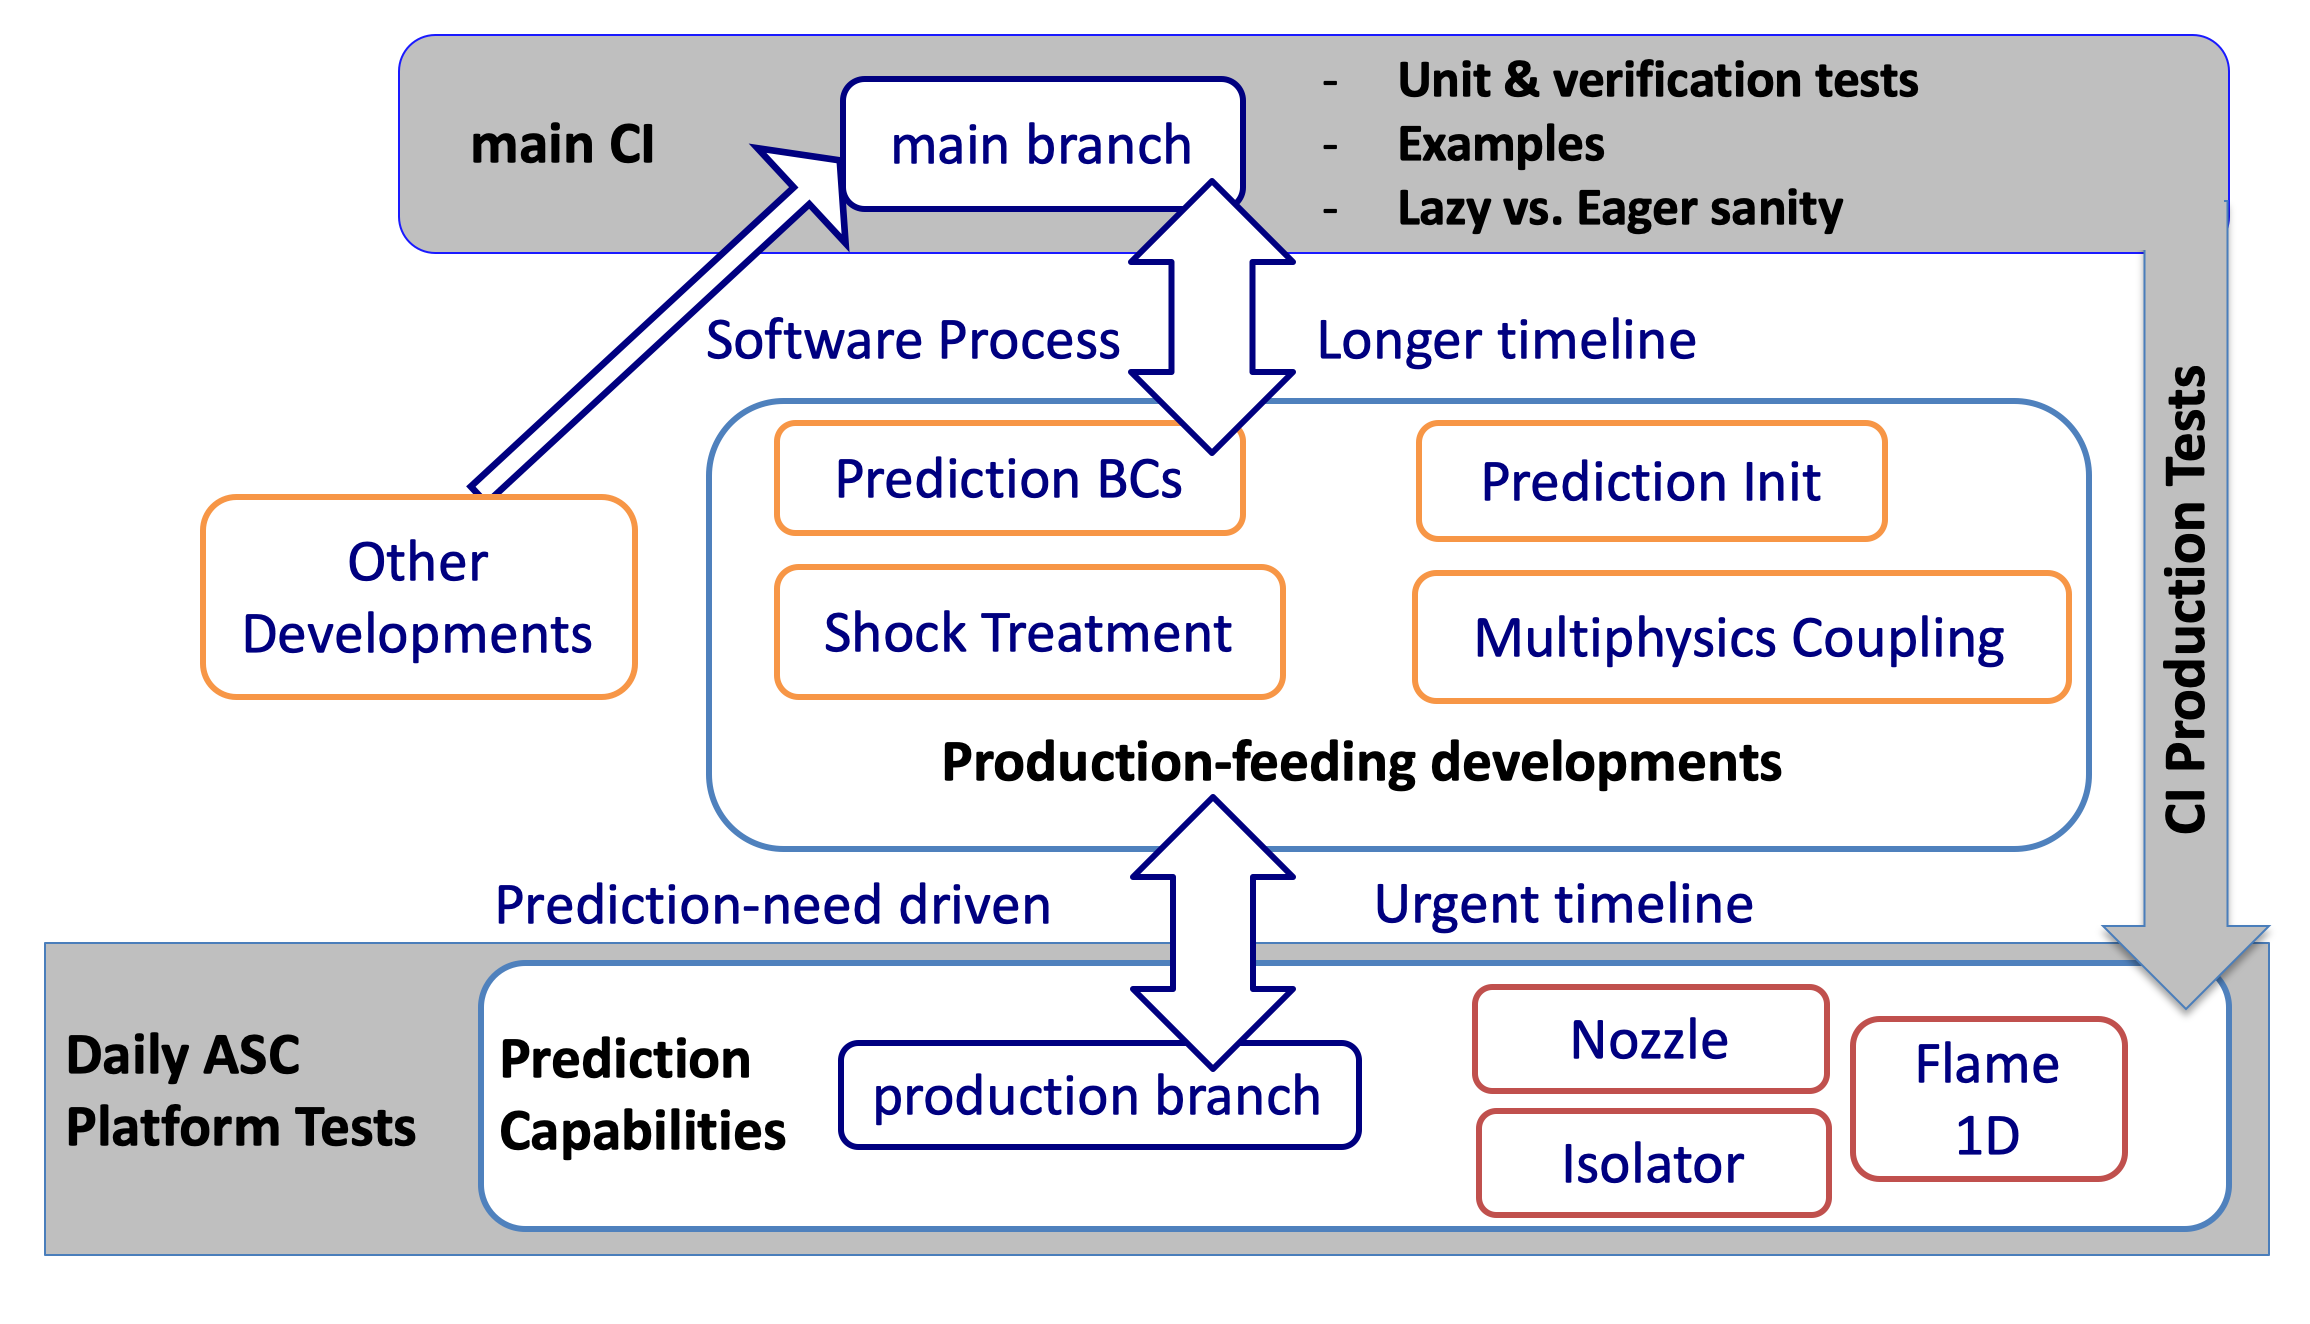 main CI
main branch
- Unit & verification tests
- Examples
- Lazy vs. Eager sanity
Software Process
Longer timeline
Prediction BCs
Prediction Init
Other
Developments
Shock Treatment
Multiphysics Coupling
Production-feeding developments
CI Production Tests
Prediction-need driven
Urgent timeline
Daily ASC
Platform Tests
Prediction
Capabilities
production branch
Nozzle
Isolator
Flame
1D